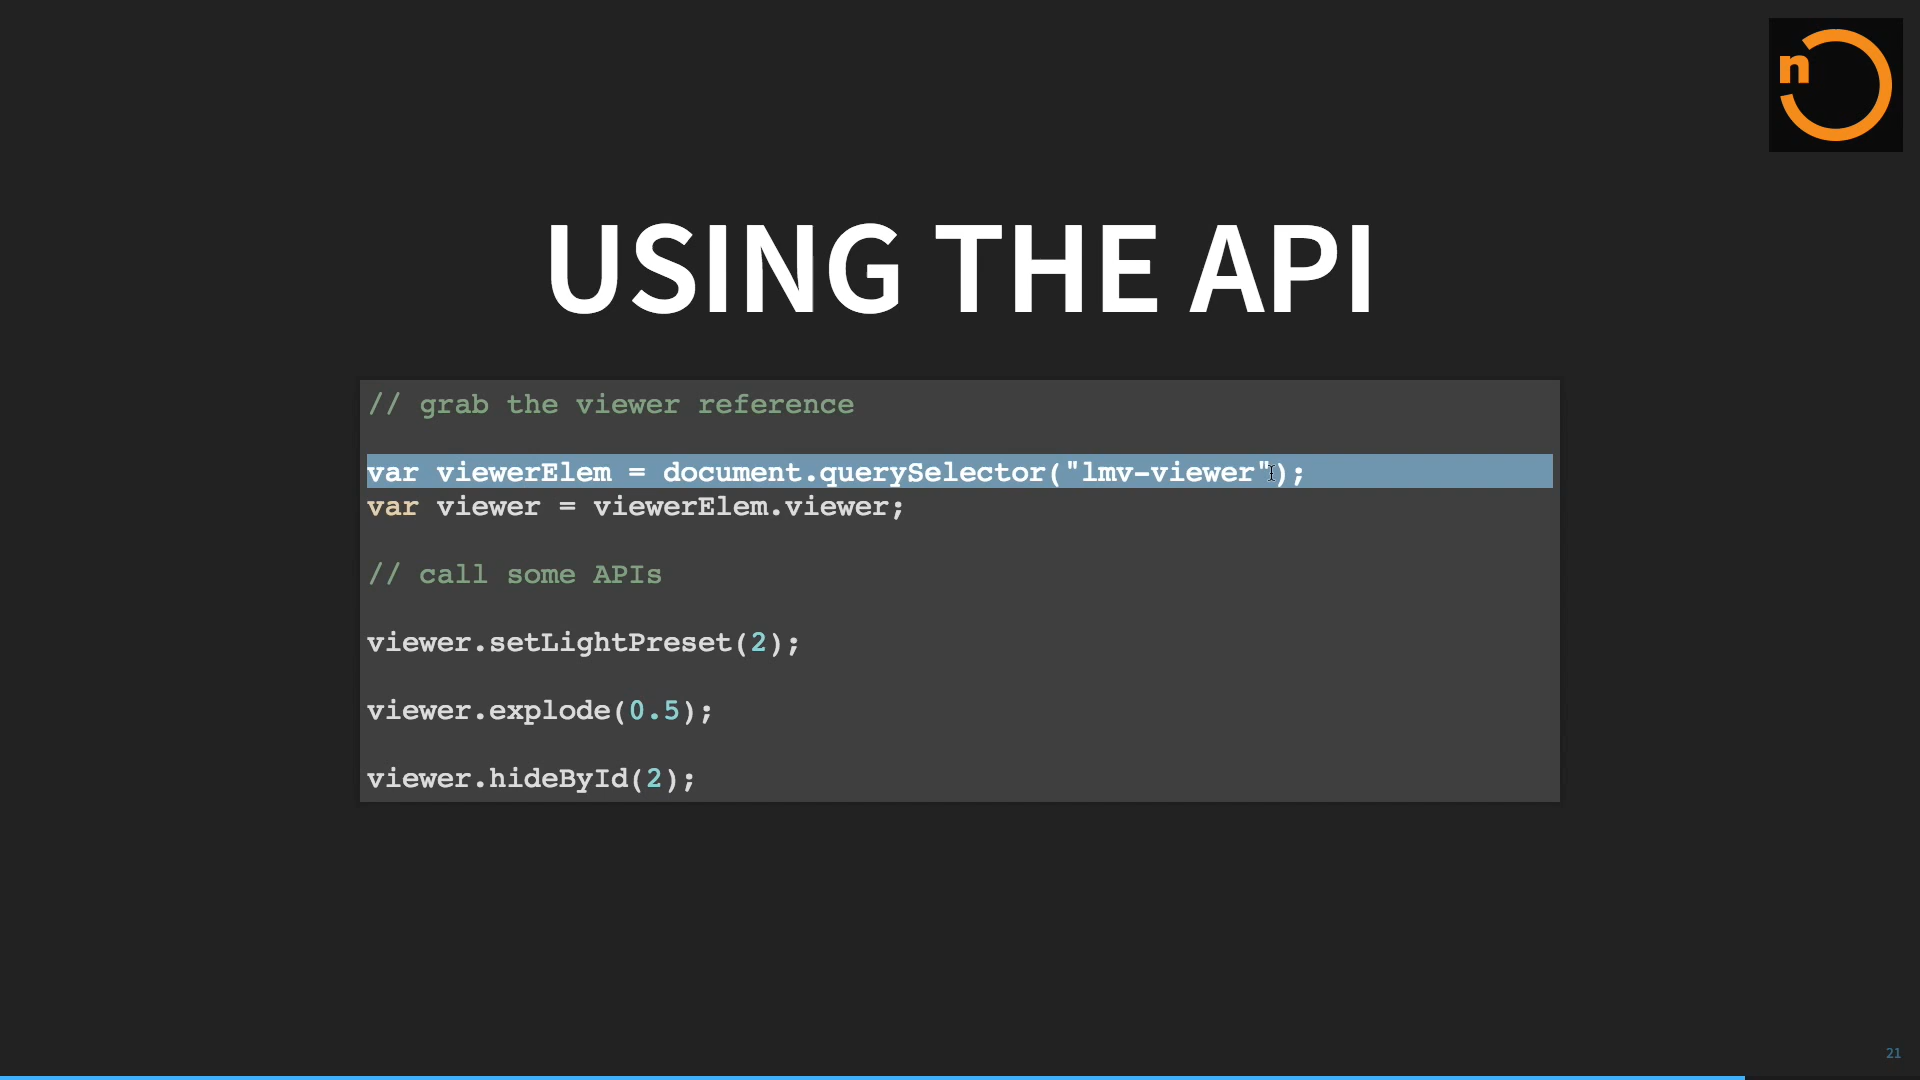 n
USING THE API
// grab the viewer reference
var viewerElem = document.querySelector("lmv-viewer");
var viewer = viewerElem.viewer;
// call some APIs
viewer.setLightPreset(2);
viewer.explode(0.5);
viewer.hideById(2);
21